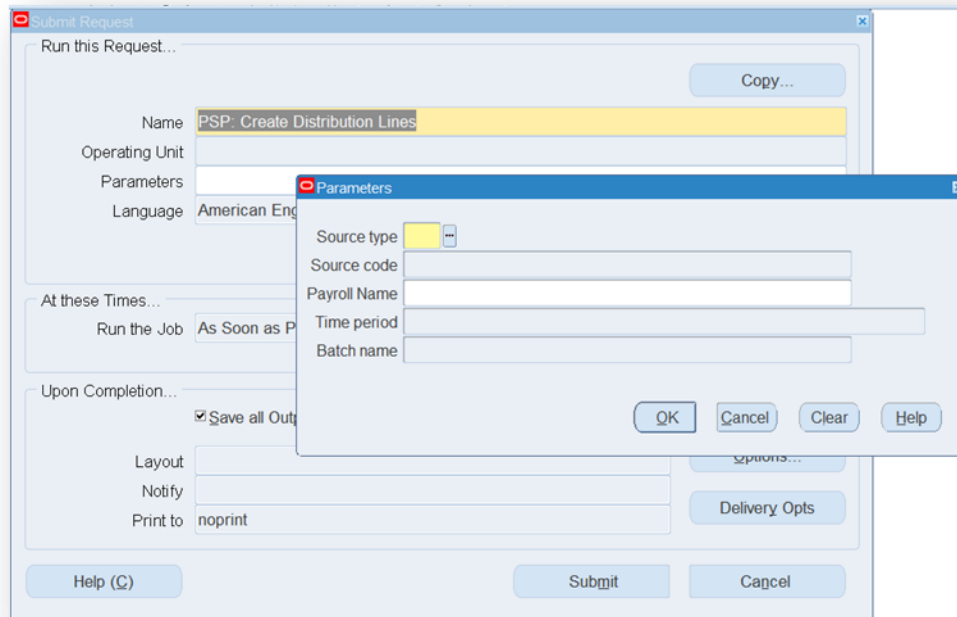 Submit Request
Run this Request...
Copy...
Name PSP: Create Distribution Lines
Operating Unit
Parameters
Language American Eng
Parameters
Source type
Source code
Payroll Name
Time period
Batch name
OK Cancel Clear Help
At these Times...
Run the Job As Soon as P
Upon Completion...
Save all Outp
Options...
Layout
Notify
Delivery Opts
Print to noprint
Help (C) Submit Cancel